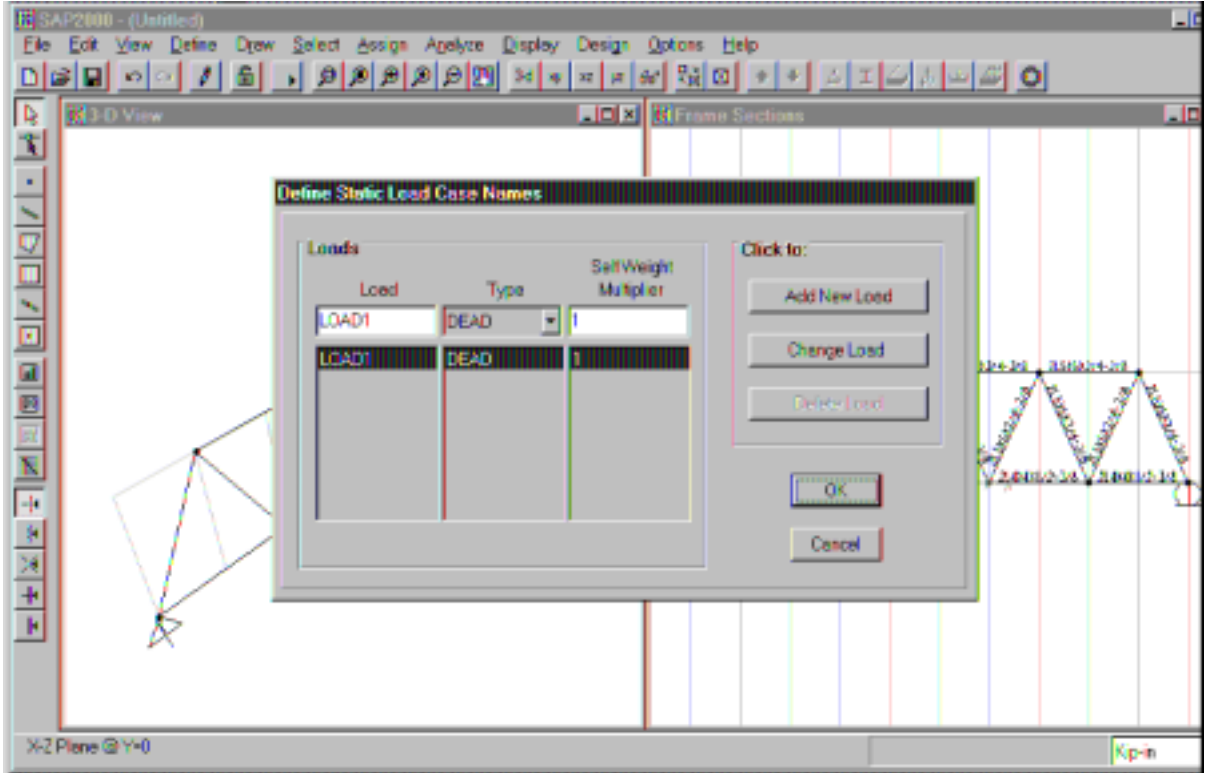 SAP2000 - (Untitled)
File Edit View Define Draw Select Assign Analyze Display Design Options Help
3-D View
Frame Sections
Define Static Load Case Names
Loads
Click to:
Load Type Self Weight Multiplier
LOAD1 DEAD 1
LOAD1 DEAD 1
Add New Load
Change Load
Delete Load
OK
Cancel
X-Z Plane @ Y=0
Kip-in